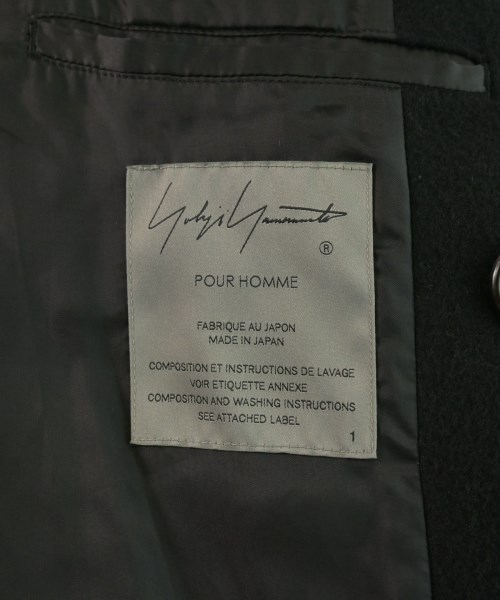 Yohji Yamamoto
®
POUR HOMME
FABRIQUE AU JAPON
MADE IN JAPAN
COMPOSITION ET INSTRUCTIONS DE LAVAGE
VOIR ETIQUETTE ANNEXE
COMPOSITION AND WASHING INSTRUCTIONS
SEE ATTACHED LABEL
1